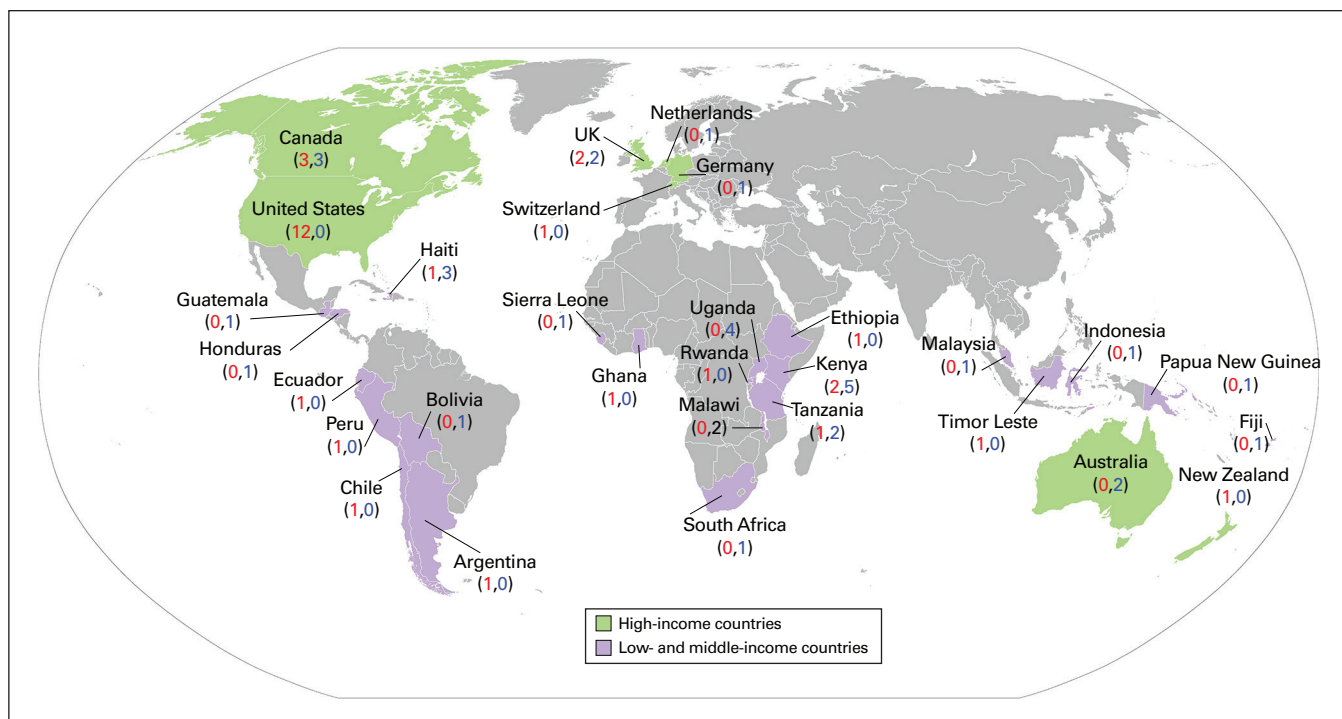 Canada
(3,3)
United States
(12,0)
Haiti
(1,3)
Guatemala
(0,1)
Honduras
(0,1)
Ecuador
(1,0)
Peru
(1,0)
Bolivia
(0,1)
Chile
(1,0)
Argentina
(1,0)
Netherlands
(0,1)
UK
(2,2)
Germany
(0,1)
Switzerland
(1,0)
Sierra Leone
(0,1)
Ghana
(1,0)
Uganda
(0,4)
Rwanda
(1,0)
Malawi
(0,2)
Ethiopia
(1,0)
Kenya
(2,5)
Tanzania
(1,2)
South Africa
(0,1)
Malaysia
(0,1)
Indonesia
(0,1)
Papua New Guinea
(0,1)
Timor Leste
(1,0)
Fiji
(0,1)
Australia
(0,2)
New Zealand
(1,0)
High-income countries
Low- and middle-income countries